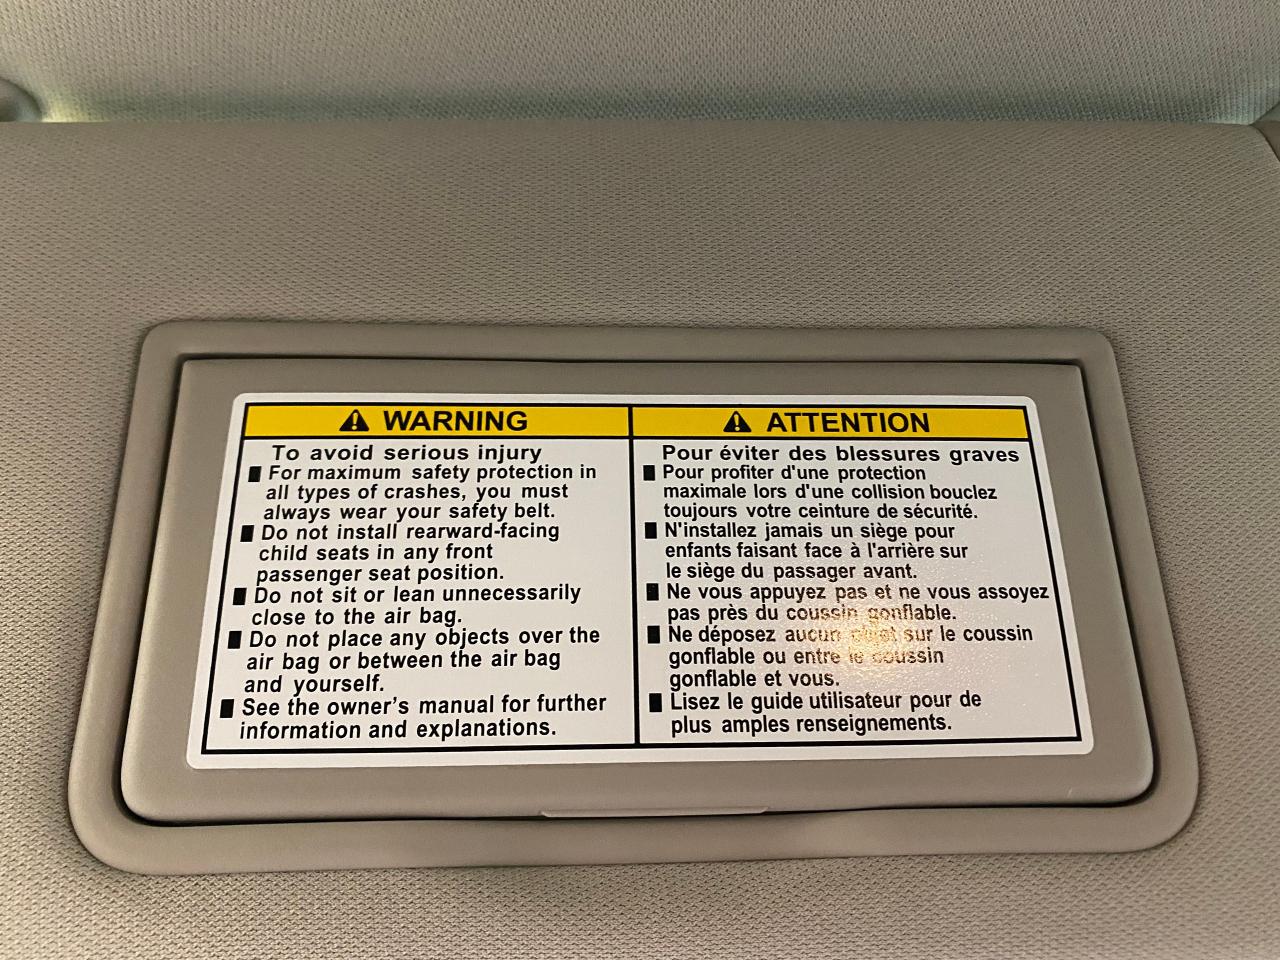 WARNING
To avoid serious injury
■ For maximum safety protection in
all types of crashes, you must
always wear your safety belt.
■ Do not install rearward-facing
child seats in any front
passenger seat position.
■ Do not sit or lean unnecessarily
close to the air bag.
■ Do not place any objects over the
air bag or between the air bag
and yourself.
■ See the owner's manual for further
information and explanations.
ATTENTION
Pour éviter des blessures graves
■ Pour profiter d'une protection
maximale lors d'une collision bouclez
toujours votre ceinture de sécurité.
■ N'installez jamais un siège pour
enfants faisant face à l'arrière sur
le siège du passager avant.
■ Ne vous appuyez pas et ne vous assoyez
pas près du coussin gonflable.
■ Ne déposez aucun objet sur le coussin
gonflable ou entre le coussin
gonflable et vous.
■ Lisez le guide utilisateur pour de
plus amples renseignements.